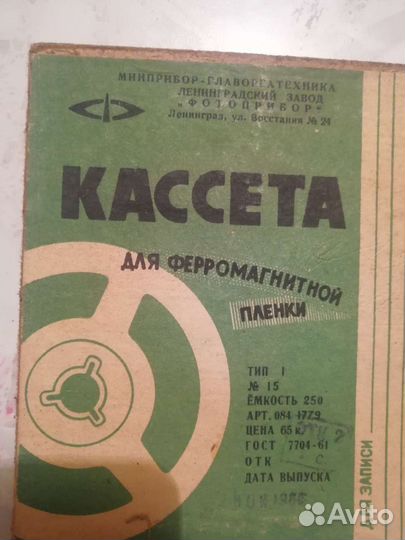 МИНПРИБОР-ГЛАВОРГАТЕХНИКА
ЛЕНИНГРАДСКИЙ ЗАВОД
"ФОТОПРИБОР"
Ленинград, ул. Восстания № 24
КАССЕТА
ДЛЯ ФЕРРОМАГНИТНОЙ
ПЛЕНКИ
ТИП I
№ 15
ЁМКОСТЬ 250
АРТ. 084 1779
ЦЕНА 65 к.
ГОСТ 7704-61
ОТК
ДАТА ВЫПУСКА
ДЛЯ ЗАПИСИ
Avito